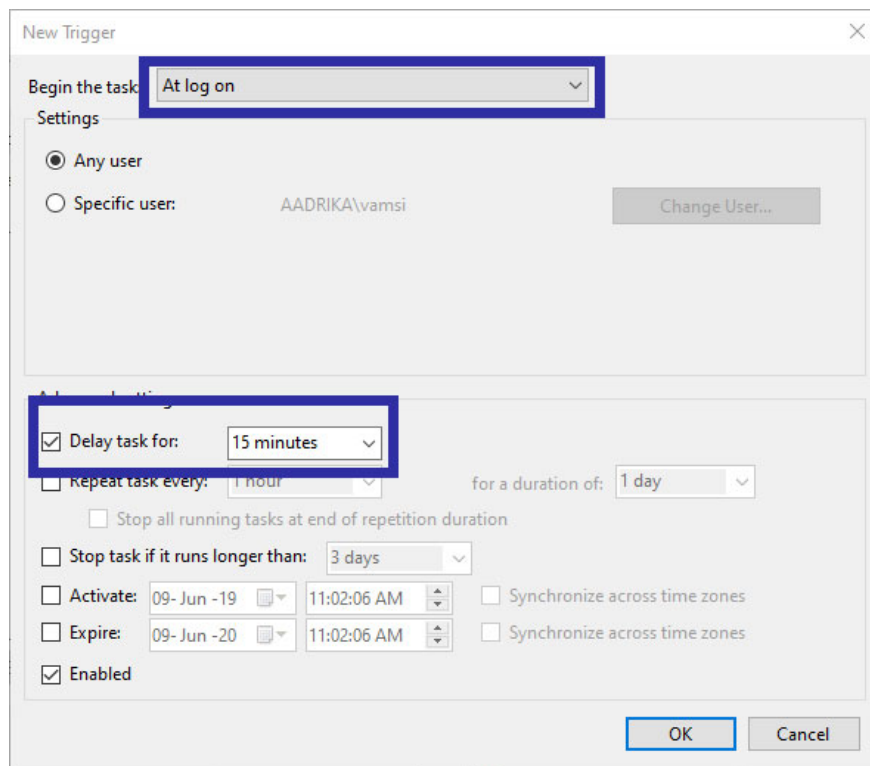 New Trigger
Begin the task
At log on
Settings
Any user
Specific user: AADRIKA\vamsi Change User...
Delay task for: 15 minutes
Repeat task every: 1 hour for a duration of: 1 day
Stop all running tasks at end of repetition duration
Stop task if it runs longer than: 3 days
Activate: 09-Jun -19 11:02:06 AM Synchronize across time zones
Expire: 09-Jun -20 11:02:06 AM Synchronize across time zones
Enabled
OK Cancel